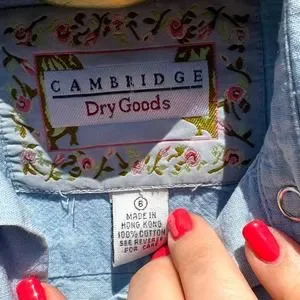 CAMBRIDGE
Dry Goods
6
MADE IN
HONG KONG
100% COTTON
SEE REVERSE
FOR CARE